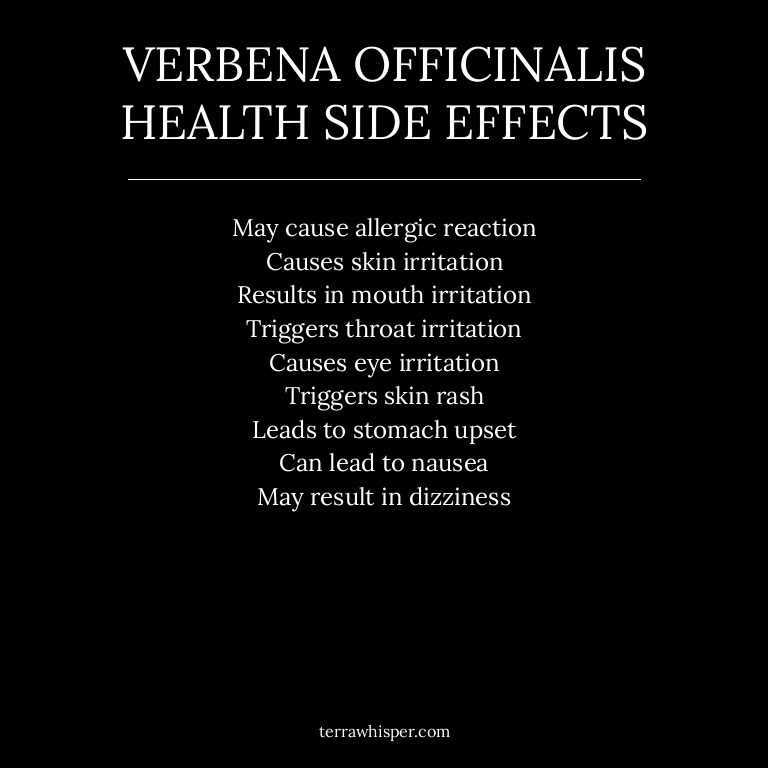 VERBENA OFFICINALIS
HEALTH SIDE EFFECTS
May cause allergic reaction
Causes skin irritation
Results in mouth irritation
Triggers throat irritation
Causes eye irritation
Triggers skin rash
Leads to stomach upset
Can lead to nausea
May result in dizziness
terrawhisper.com